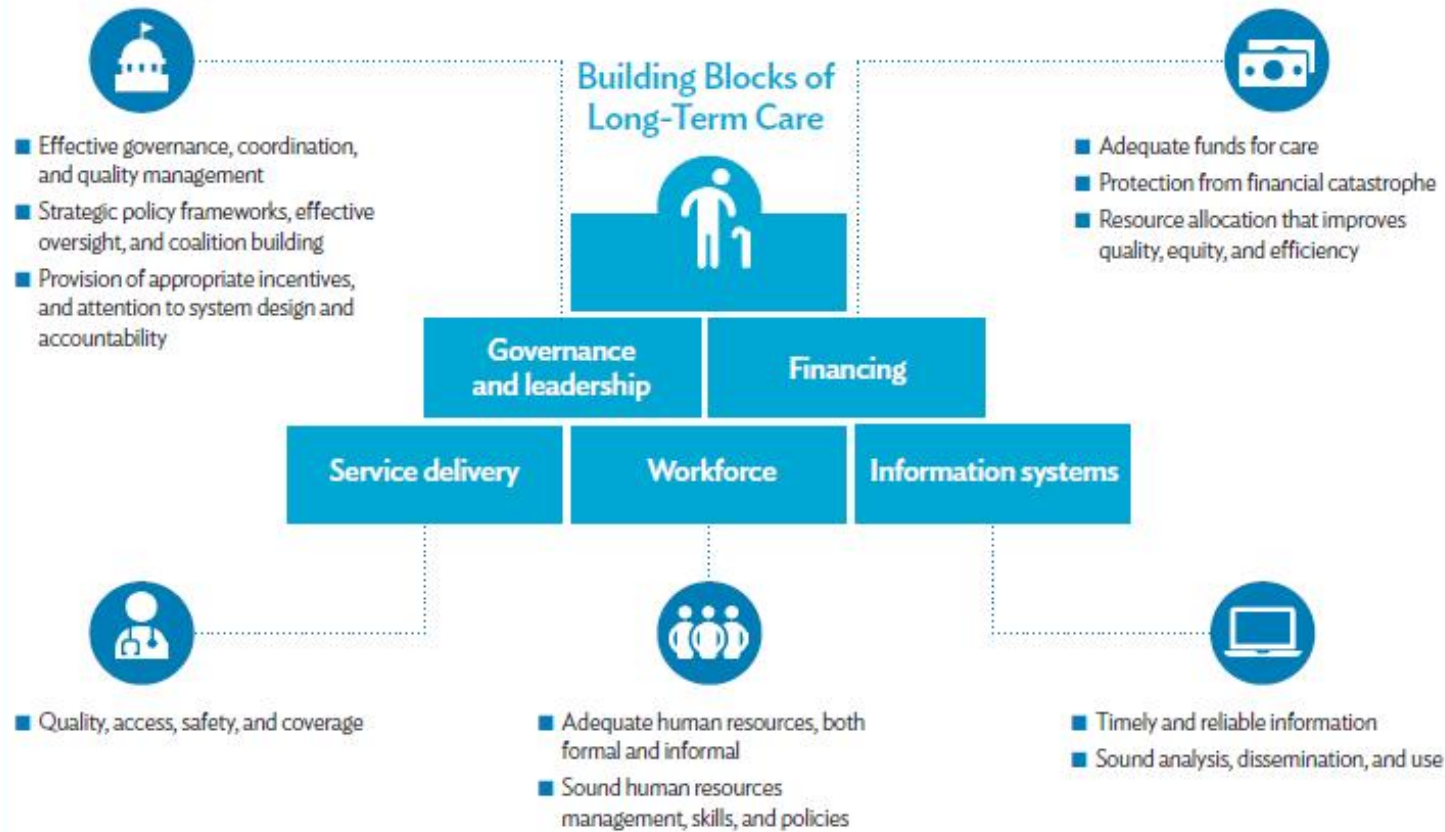 Building Blocks of
Long-Term Care
■ Effective governance, coordination,
and quality management
■ Strategic policy frameworks, effective
oversight, and coalition building
■ Provision of appropriate incentives,
and attention to system design and
accountability
■ Adequate funds for care
■ Protection from financial catastrophe
■ Resource allocation that improves
quality, equity, and efficiency
Governance
and leadership
Financing
Service delivery
Workforce
Information systems
■ Quality, access, safety, and coverage
■ Adequate human resources, both
formal and informal
■ Sound human resources
management, skills, and policies
■ Timely and reliable information
■ Sound analysis, dissemination, and use